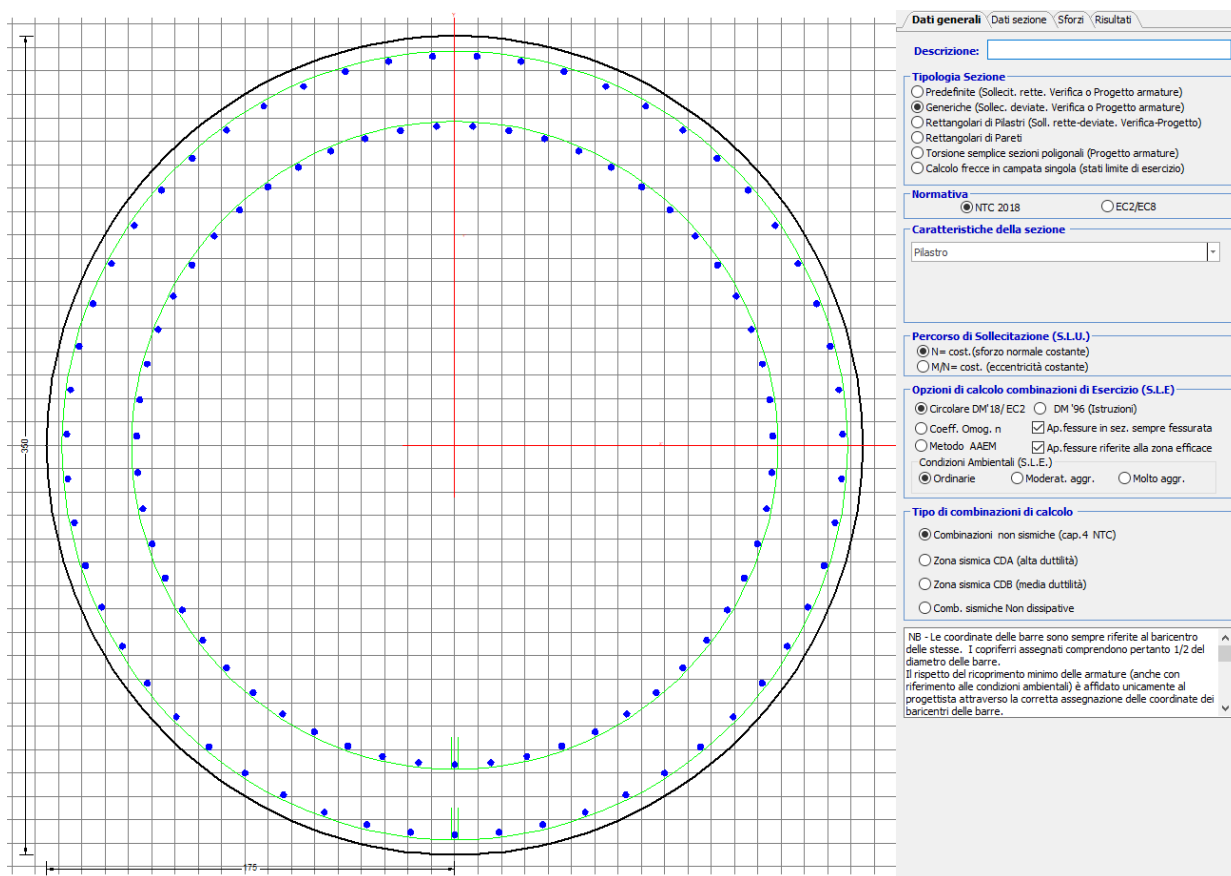 350
175
Dati generali
Dati sezione
Sforzi
Risultati
Descrizione:
Tipologia Sezione
Predefinite (Sollecit. rette. Verifica o Progetto armature)
Generiche (Sollec. deviate. Verifica o Progetto armature)
Rettangolari di Pilastri (Soll. rette-deviate. Verifica-Progetto)
Rettangolari di Pareti
Torsione semplice sezioni poligonali (Progetto armature)
Calcolo frecce in campata singola (stati limite di esercizio)
Normativa
NTC 2018
EC2/EC8
Caratteristiche della sezione
Pilastro
Percorso di Sollecitazione (S.L.U.)
N= cost.(sforzo normale costante)
M/N= cost. (eccentricità costante)
Opzioni di calcolo combinazioni di Esercizio (S.L.E)
Circolare DM'18/ EC2
DM '96 (Istruzioni)
Coeff. Omog. n
Ap.fessure in sez. sempre fessurata
Metodo AAEM
Ap.fessure riferite alla zona efficace
Condizioni Ambientali (S.L.E.)
Ordinarie
Moderat. aggr.
Molto aggr.
Tipo di combinazioni di calcolo
Combinazioni non sismiche (cap.4 NTC)
Zona sismica CDA (alta duttilità)
Zona sismica CDB (media duttilità)
Comb. sismiche Non dissipative
NB - Le coordinate delle barre sono sempre riferite al baricentro
delle stesse. I copriferri assegnati comprendono pertanto 1/2 del
diametro delle barre.
Il rispetto del ricoprimento minimo delle armature (anche con
riferimento alle condizioni ambientali) è affidato unicamente al
progettista attraverso la corretta assegnazione delle coordinate dei
baricentri delle barre.